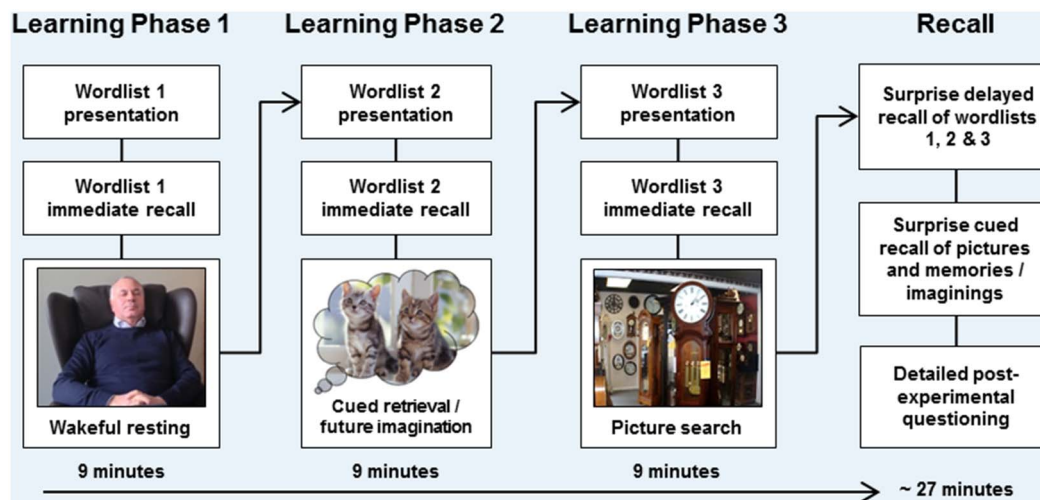 Learning Phase 1
Learning Phase 2
Learning Phase 3
Recall
Wordlist 1
presentation
Wordlist 1
immediate recall
Wakeful resting
9 minutes
Wordlist 2
presentation
Wordlist 2
immediate recall
Cued retrieval /
future imagination
9 minutes
Wordlist 3
presentation
Wordlist 3
immediate recall
Picture search
9 minutes
Surprise delayed
recall of wordlists
1, 2 & 3
Surprise cued
recall of pictures
and memories /
imaginings
Detailed post-
experimental
questioning
~ 27 minutes